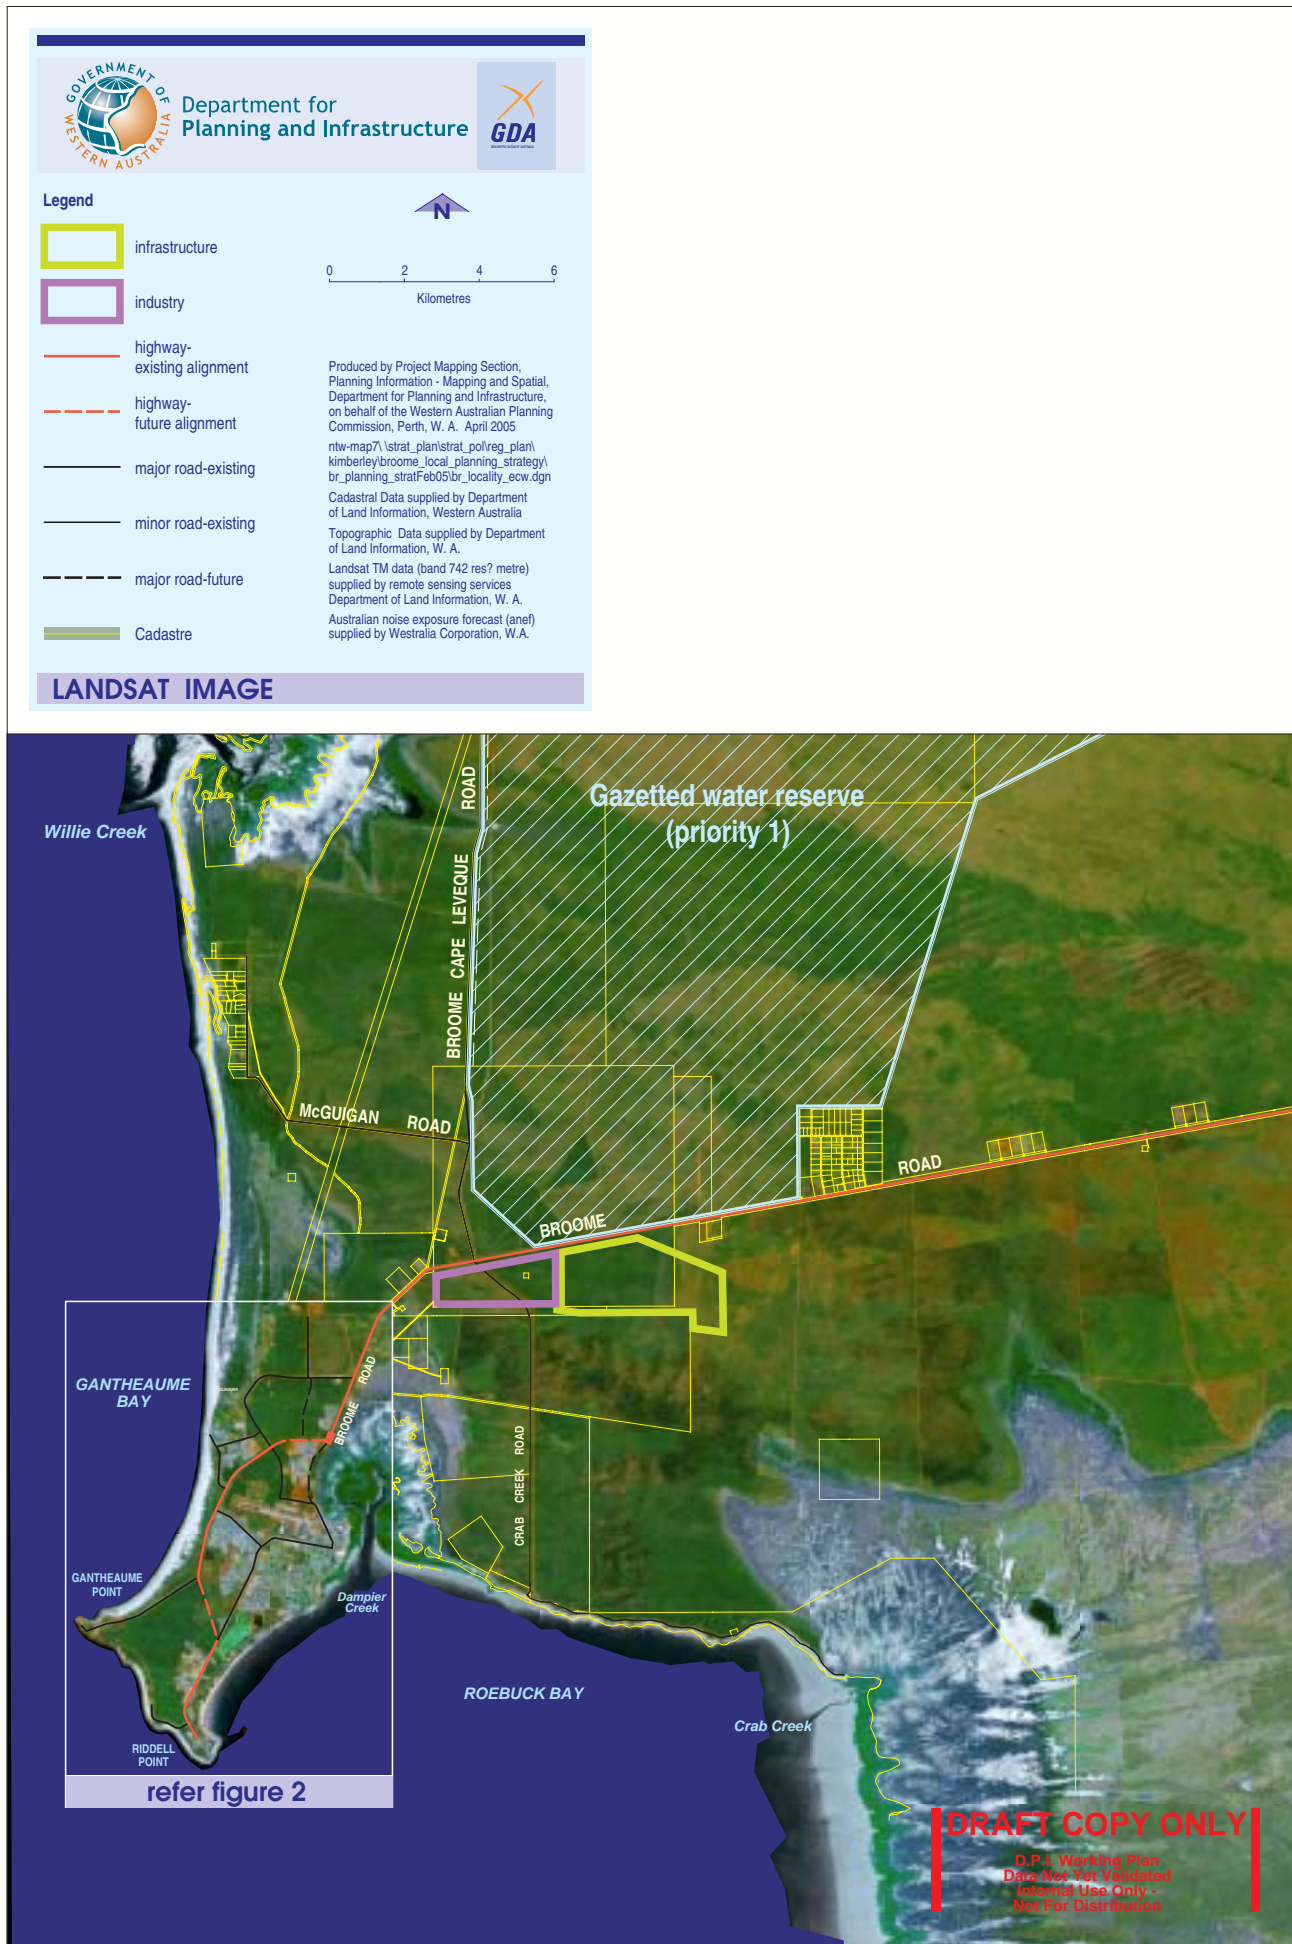 GOVERNMENT OF
WESTERN AUSTRALIA
Department for
Planning and Infrastructure
GDA
Legend
N
infrastructure
industry
highway-
existing alignment
highway-
future alignment
major road-existing
minor road-existing
major road-future
Cadastre
0 2 4 6
Kilometres
Produced by Project Mapping Section,
Planning Information - Mapping and Spatial,
Department for Planning and Infrastructure,
on behalf of the Western Australian Planning
Commission, Perth, W. A. April 2005
ntw-map7\ \strat_plan\strat_pol\reg_plan\
kimberley\broome_local_planning_strategy\
br_planning_stratFeb05\br_locality_ecw.dgn
Cadastral Data supplied by Department
of Land Information, Western Australia
Topographic Data supplied by Department
of Land Information, W. A.
Landsat TM data (band 742 res? metre)
supplied by remote sensing services
Department of Land Information, W. A.
Australian noise exposure forecast (anef)
supplied by Westralia Corporation, W.A.
LANDSAT IMAGE
Gazetted water reserve
(priority 1)
Willie Creek
BROOME CAPE LEVEQUE ROAD
McGUIGAN ROAD
BROOME ROAD
GANTHEAUME
BAY
BROOME ROAD
CRAB CREEK ROAD
GANTHEAUME
POINT
Dampier
Creek
ROEBUCK BAY
Crab Creek
RIDDELL
POINT
refer figure 2
DRAFT COPY ONLY
D.P.I. Working Plan
Data Not Yet Validated
Internal Use Only -
Not For Distribution